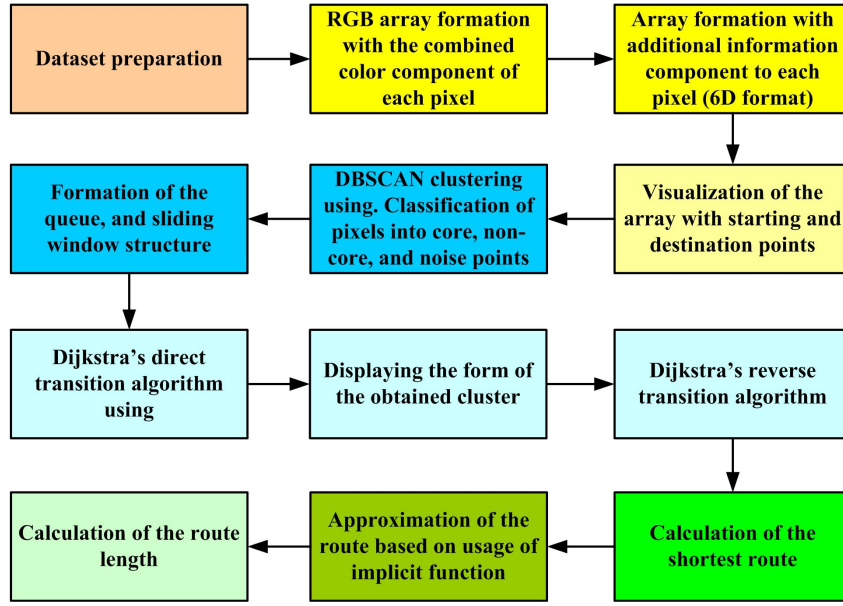 Dataset preparation
RGB array formation
with the combined
color component of
each pixel
Array formation with
additional information
component to each
pixel (6D format)
Formation of the
queue, and sliding
window structure
DBSCAN clustering
using. Classification of
pixels into core, non-
core, and noise points
Visualization of the
array with starting and
destination points
Dijkstra's direct
transition algorithm
using
Displaying the form of
the obtained cluster
Dijkstra's reverse
transition algorithm
Calculation of the route
length
Approximation of the
route based on usage of
implicit function
Calculation of the
shortest route